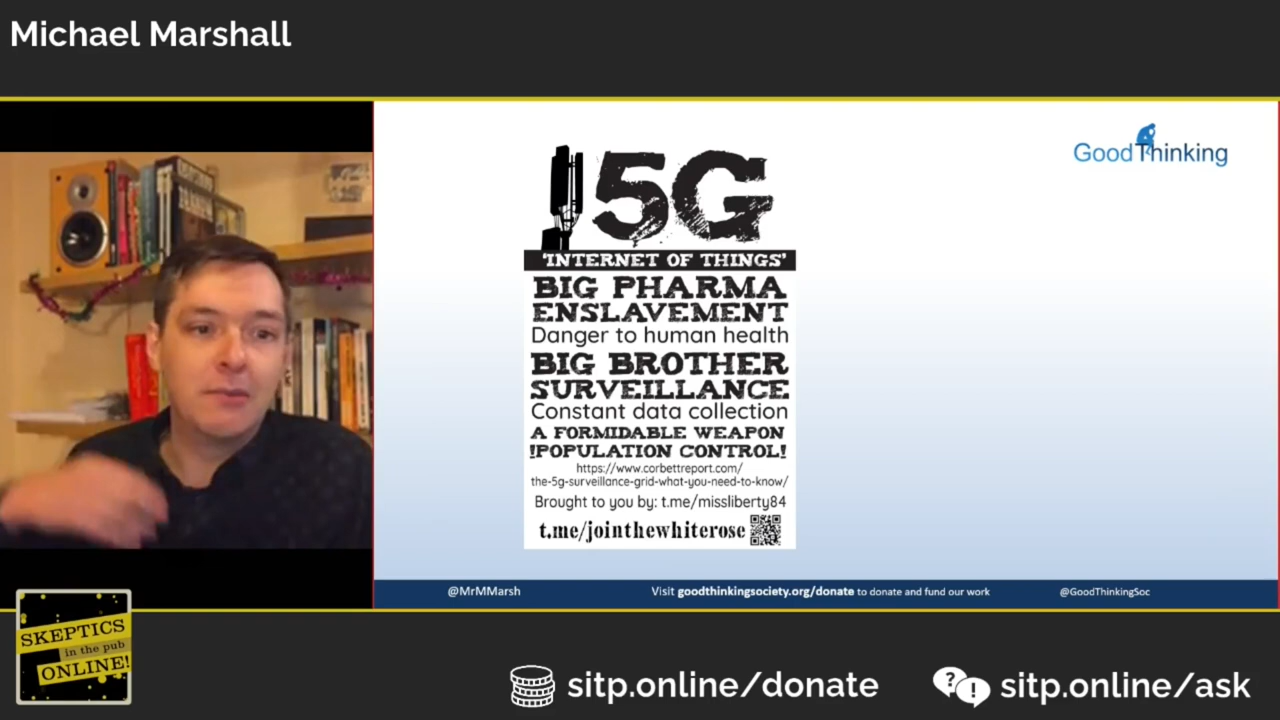 Michael Marshall
Good Thinking
5G
'INTERNET OF THINGS'
BIG PHARMA
ENSLAVEMENT
Danger to human health
BIG BROTHER
SURVEILLANCE
Constant data collection
A FORMIDABLE WEAPON
!POPULATION CONTROL!
https://www.corbettreport.com/
the-5g-surveillance-grid-what-you-need-to-know/
Brought to you by: t.me/missliberty84
t.me/jointhewhiterose
@MrMMarsh
Visit goodthinkingsociety.org/donate to donate and fund our work
@GoodThinkingSoc
SKEPTICS
in the pub
ONLINE!
sitp.online/donate
sitp.online/ask